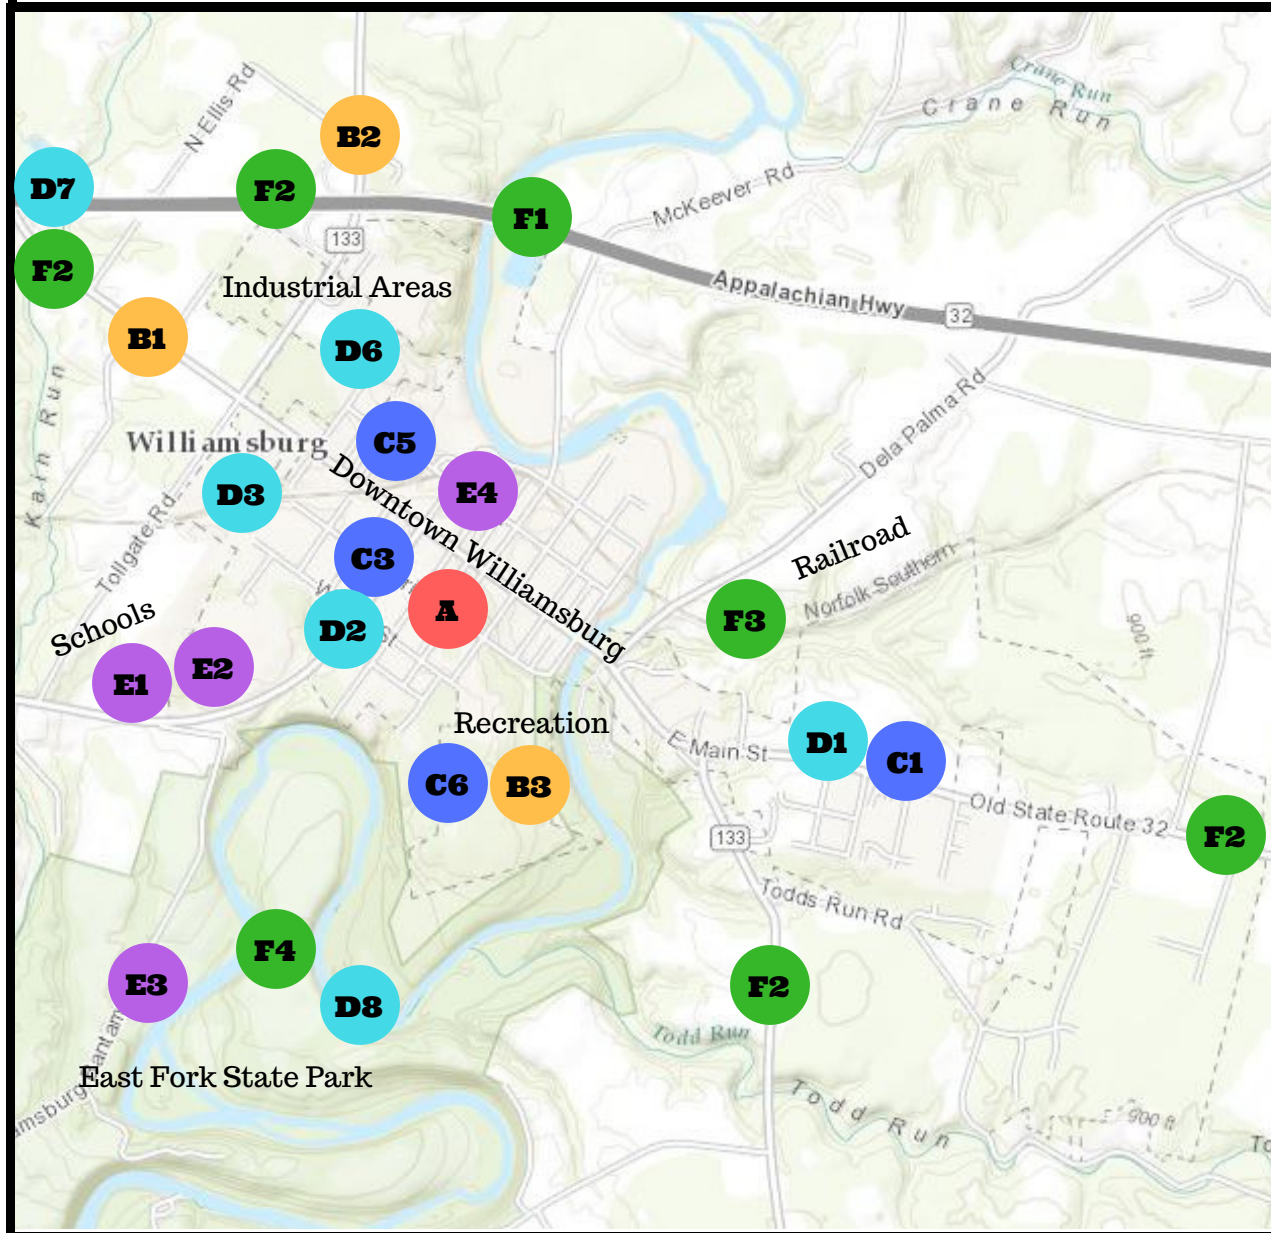 Crane Run
Crane Run
N Ellis Rd
B2
D7
F2
McKeever Rd
F1
133
F2
Industrial Areas
Appalachian Hwy
32
B1
D6
Kain Run
Dela Palma Rd
Williamsburg
C5
Downtown Williamsburg
D3
E4
Tollgate Rd
Railroad
Norfolk Southern
C3
A
F3
D2
St
Schools
900 ft
E1
E2
Recreation
E Main St
D1
C1
C6
B3
Old State Route 32
133
F2
Todds Run Rd
F4
E3
D8
F2
Todd Run
East Fork State Park
Todd Run
900 ft